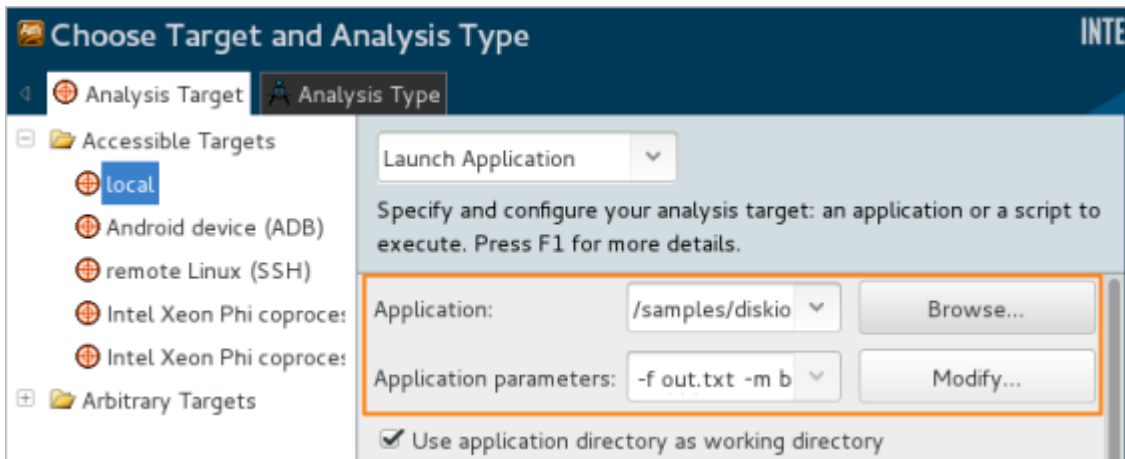 Choose Target and Analysis Type
INTE
Analysis Target
Analysis Type
Accessible Targets
local
Android device (ADB)
remote Linux (SSH)
Intel Xeon Phi coproce
Intel Xeon Phi coproce
Arbitrary Targets
Launch Application
Specify and configure your analysis target: an application or a script to
execute. Press F1 for more details.
Application:
/samples/diskio
Browse...
Application parameters:
-f out.txt -m b
Modify...
Use application directory as working directory